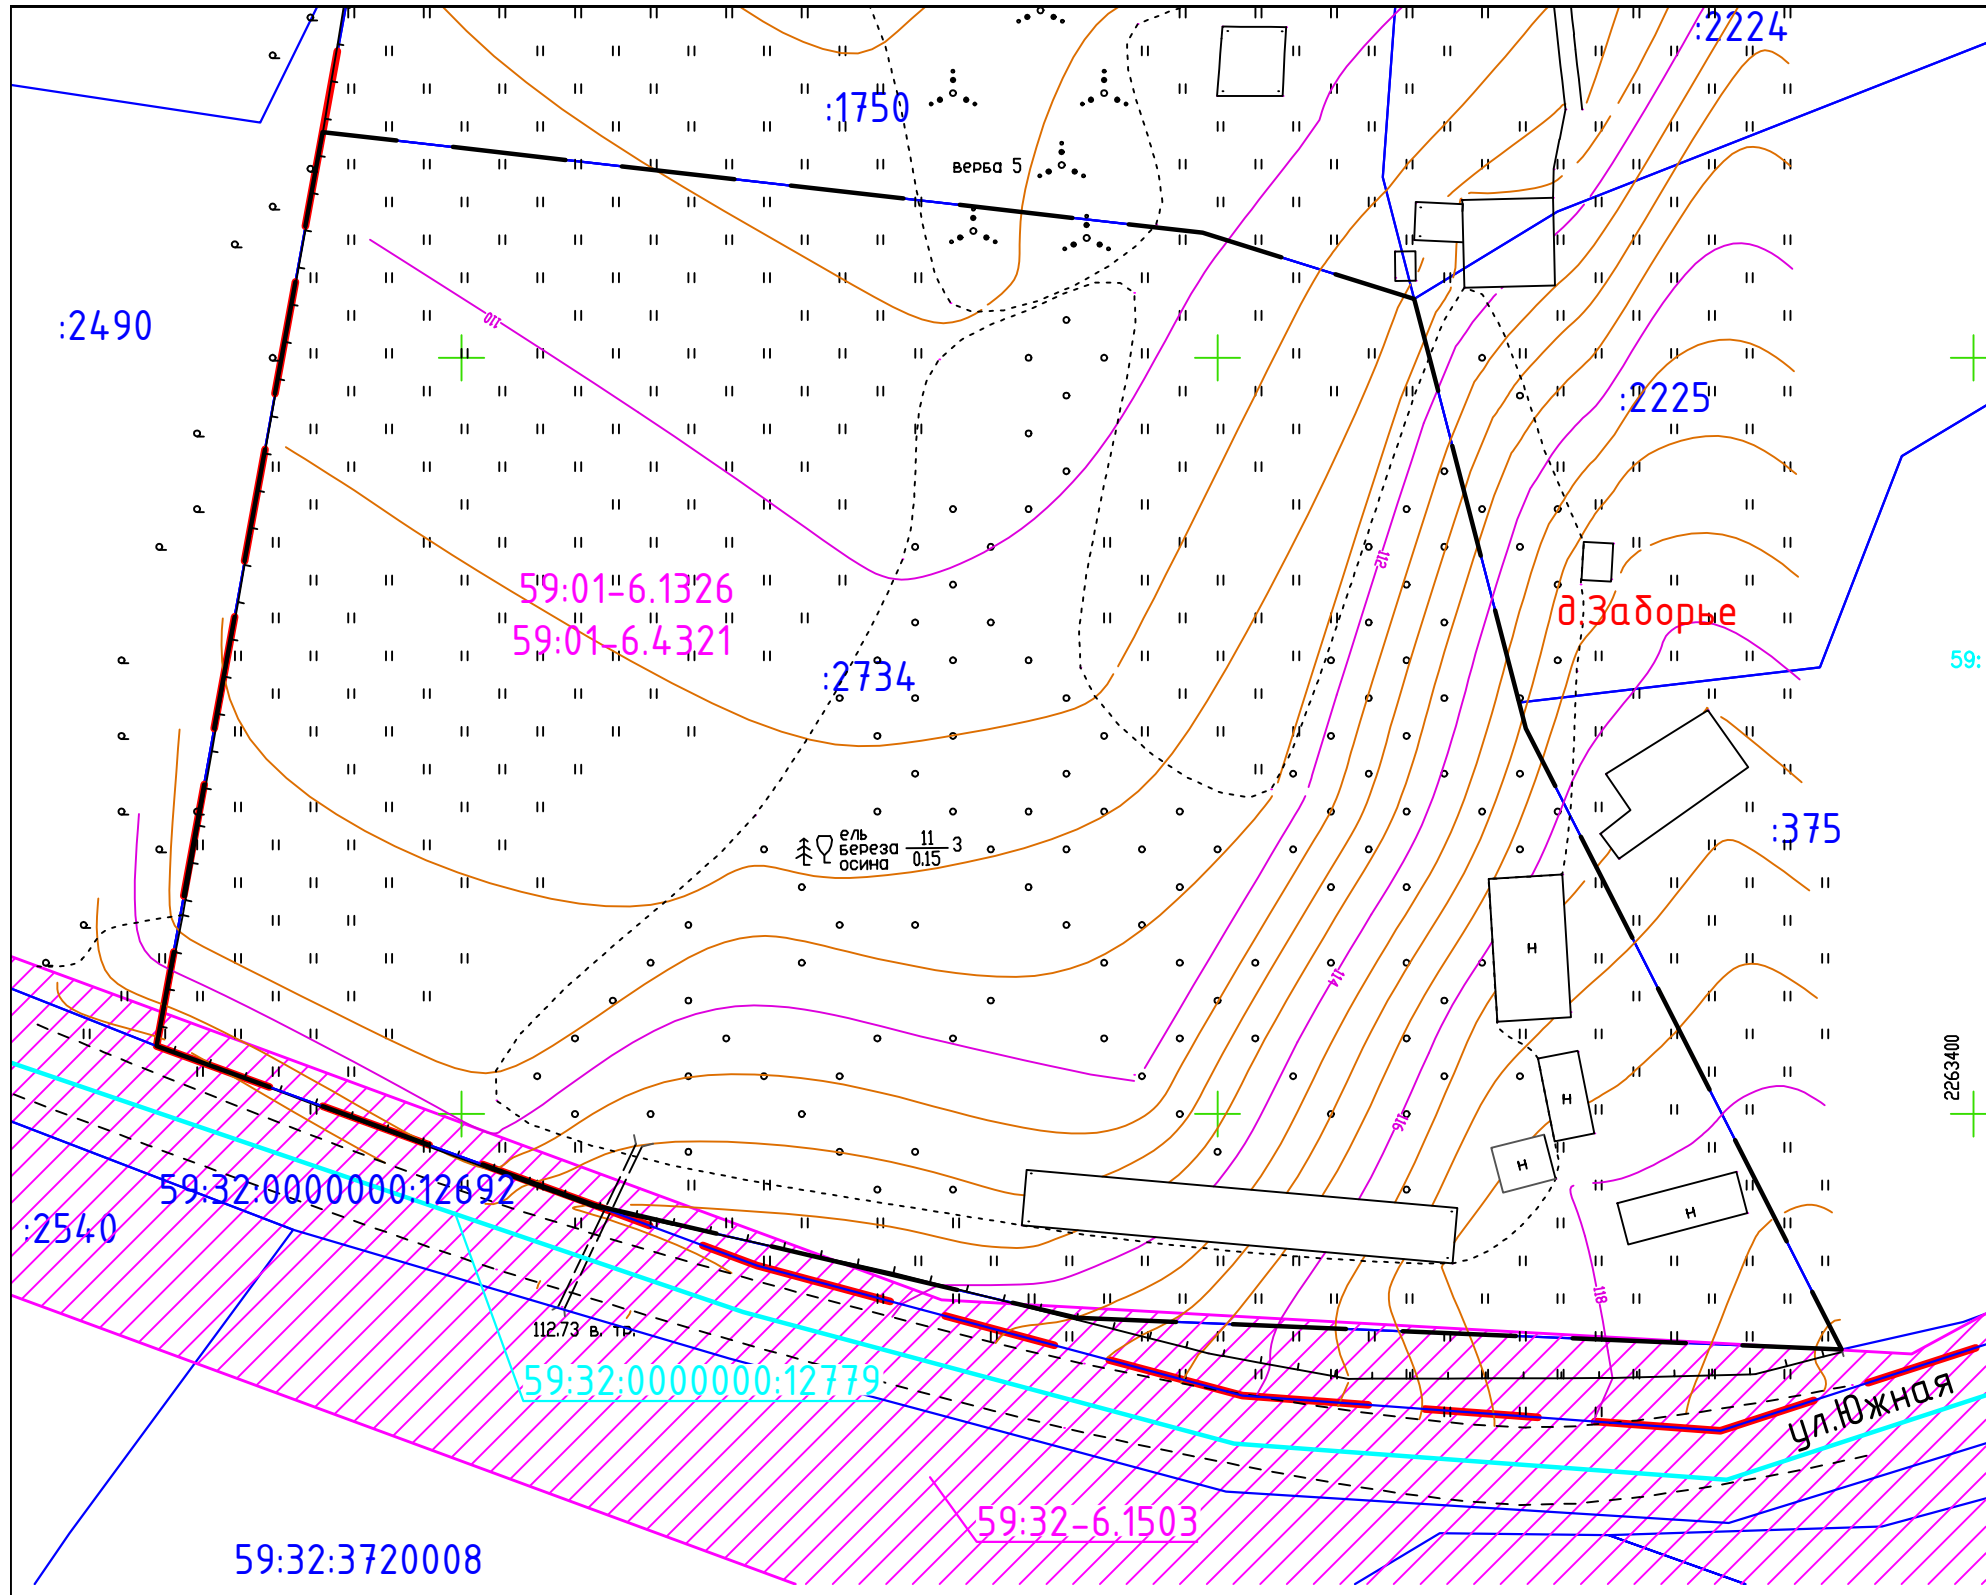 :2224
:1750
верба 5
:2490
110
:2225
112
59:01-6.1326
59:01-6.4321
д.Заборье
59:
:2734
:375
ель
береза
осина
11
0.15
3
н
114
2263400
н
116
н
н
59:32:0000000:12692
:2540
118
112.73 в. тр.
59:32:0000000:12779
ул.Южная
59:32-6.1503
59:32:3720008